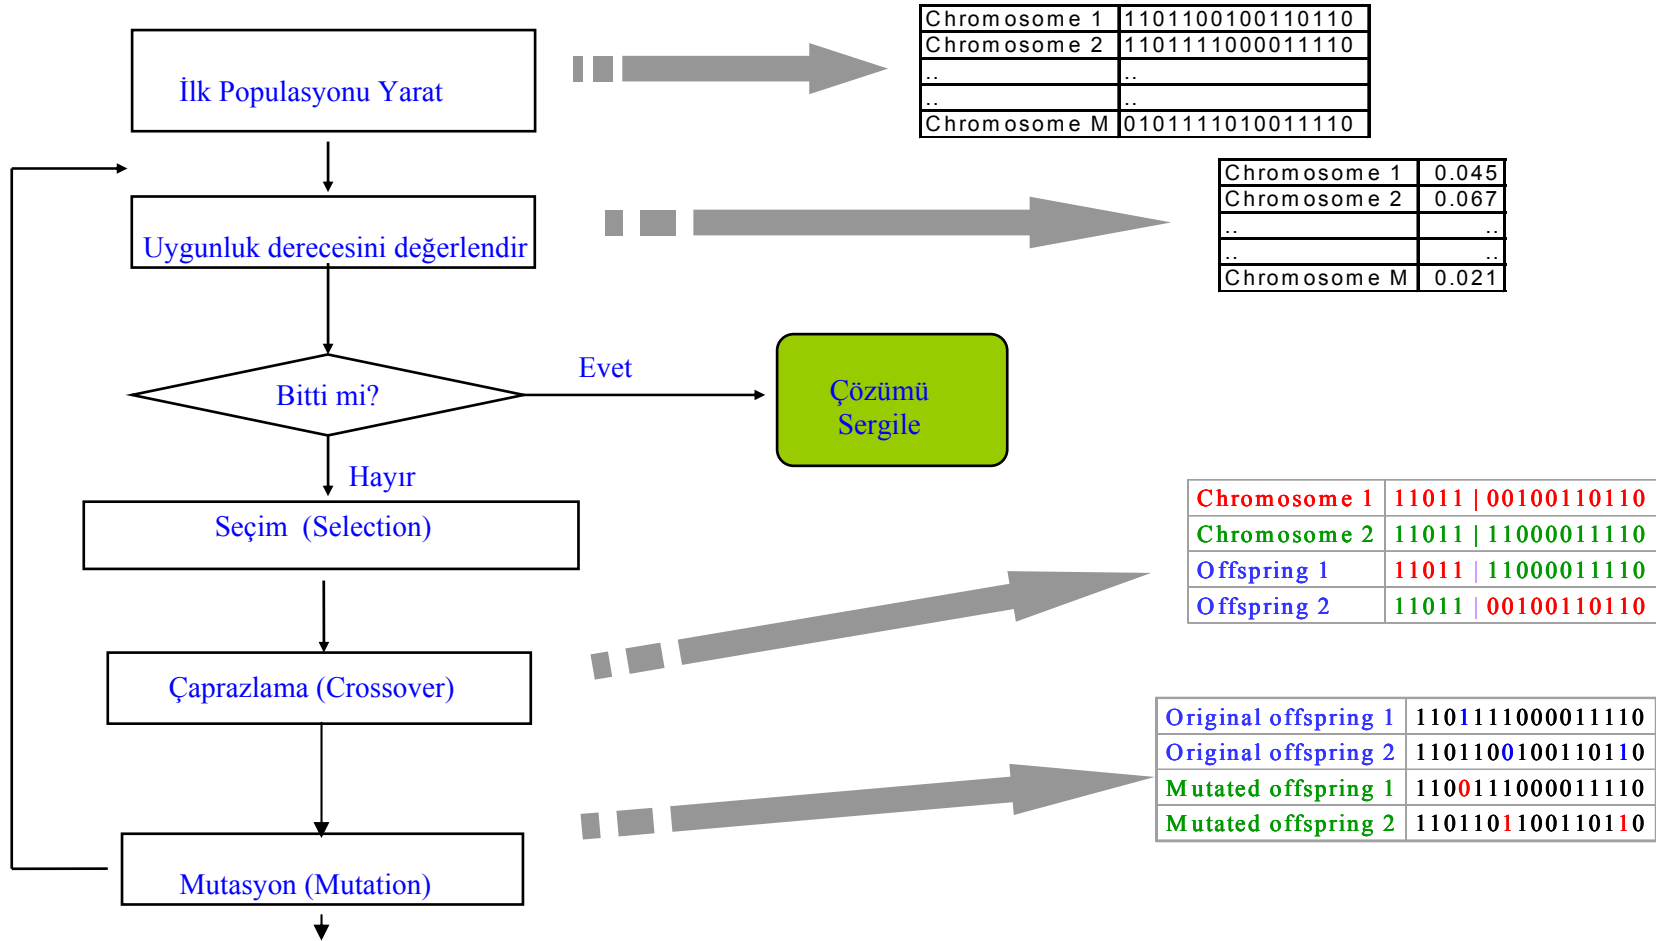 İlk Populasyonu Yarat
Chromosome 1 1101100100110110
Chromosome 2 1101111000011110
.. ..
.. ..
Chromosome M 0101111010011110
Uygunluk derecesini değerlendir
Chromosome 1 0.045
Chromosome 2 0.067
.. ..
.. ..
Chromosome M 0.021
Bitti mi?
Evet
Çözümü
Sergile
Hayır
Seçim (Selection)
Chromosome 1 11011 | 00100110110
Chromosome 2 11011 | 11000011110
Offspring 1 11011 | 11000011110
Offspring 2 11011 | 00100110110
Çaprazlama (Crossover)
Original offspring 1 1101111000011110
Original offspring 2 1101100100110110
Mutated offspring 1 1100111000011110
Mutated offspring 2 1101101100110110
Mutasyon (Mutation)